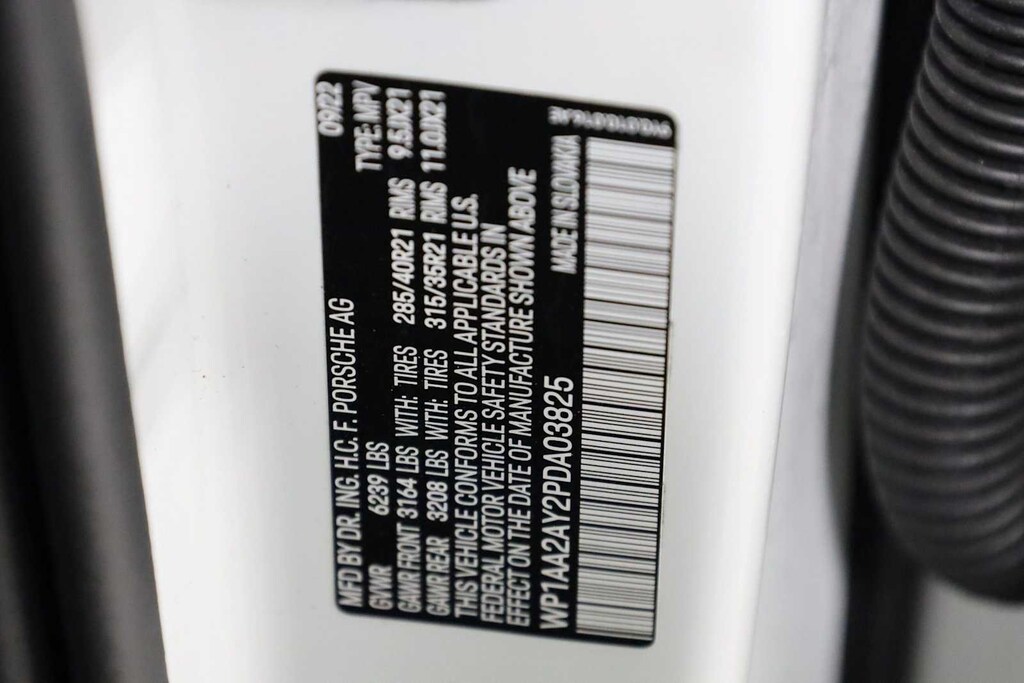 09/22
MFD BY DR. ING. H.C. F. PORSCHE AG
GVWR 6239 LBS TYPE: MPV
GAWR FRONT 3164 LBS WITH: TIRES 285/40R21 RIMS 9.5JX21
GAWR REAR 3208 LBS WITH: TIRES 315/35R21 RIMS 11.0JX21
THIS VEHICLE CONFORMS TO ALL APPLICABLE U.S.
FEDERAL MOTOR VEHICLE SAFETY STANDARDS IN
EFFECT ON THE DATE OF MANUFACTURE SHOWN ABOVE
WP1AA2AY2PDA03825 MADE IN SLOVAKIA